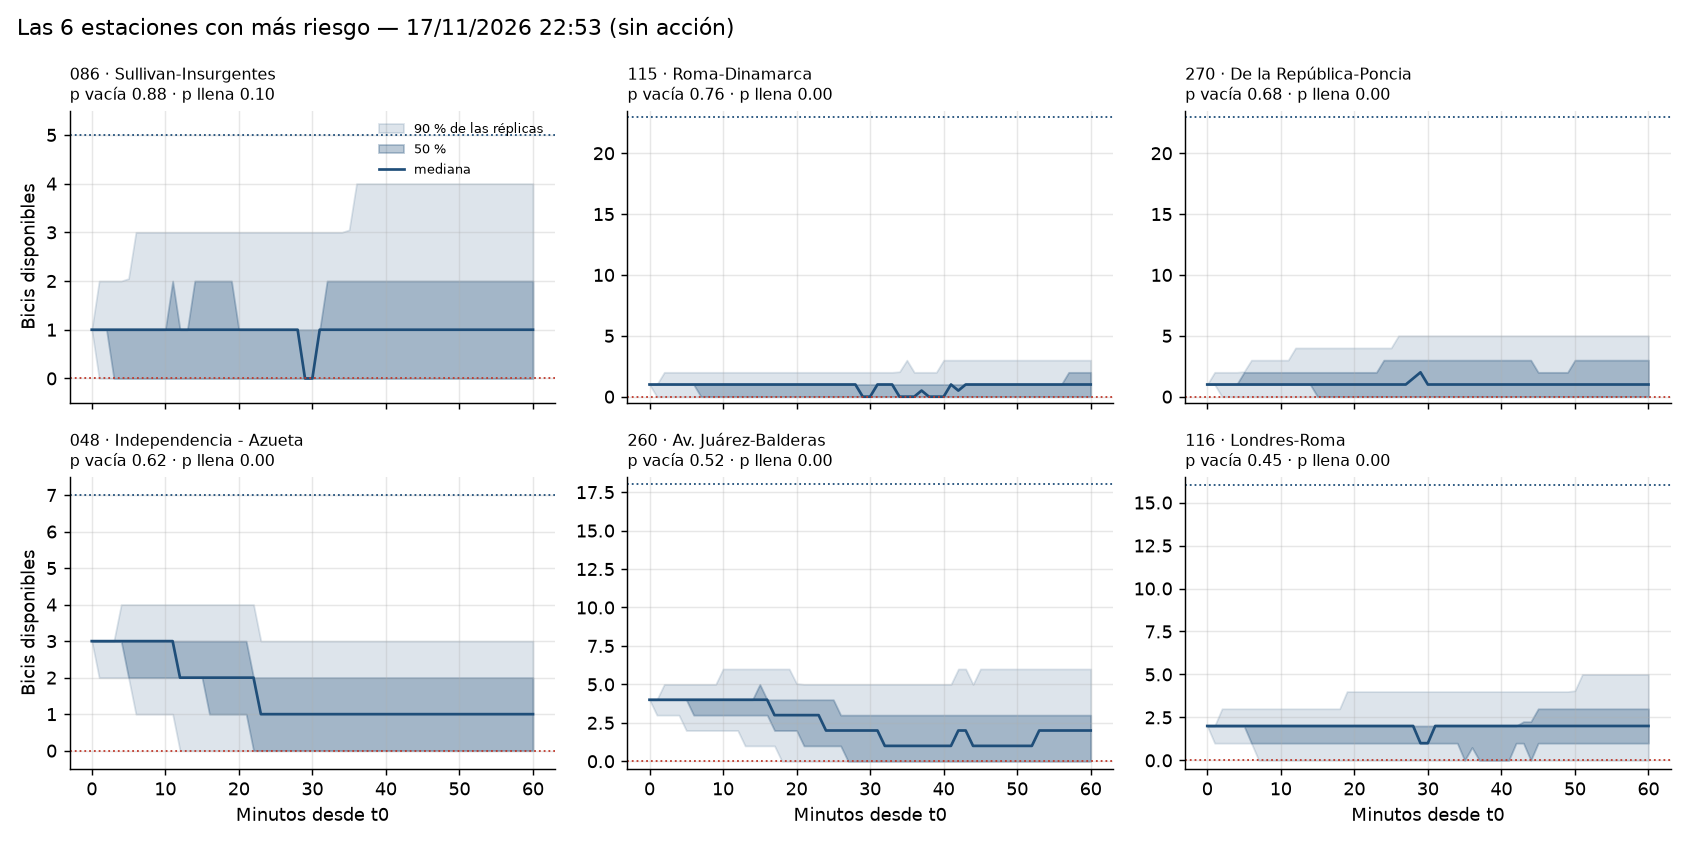 Las 6 estaciones con más riesgo — 17/11/2026 22:53 (sin acción)
086 · Sullivan-Insurgentes
p vacía 0.88 · p llena 0.10
5
4
3
2
1
0
Bicis disponibles
90 % de las réplicas
50 %
mediana
115 · Roma-Dinamarca
p vacía 0.76 · p llena 0.00
20
15
10
5
0
270 · De la República-Poncia
p vacía 0.68 · p llena 0.00
20
15
10
5
0
048 · Independencia - Azueta
p vacía 0.62 · p llena 0.00
7
6
5
4
3
2
1
0
Bicis disponibles
0 10 20 30 40 50 60
Minutos desde t0
260 · Av. Juárez-Balderas
p vacía 0.52 · p llena 0.00
17.5
15.0
12.5
10.0
7.5
5.0
2.5
0.0
0 10 20 30 40 50 60
Minutos desde t0
116 · Londres-Roma
p vacía 0.45 · p llena 0.00
15.0
12.5
10.0
7.5
5.0
2.5
0.0
0 10 20 30 40 50 60
Minutos desde t0